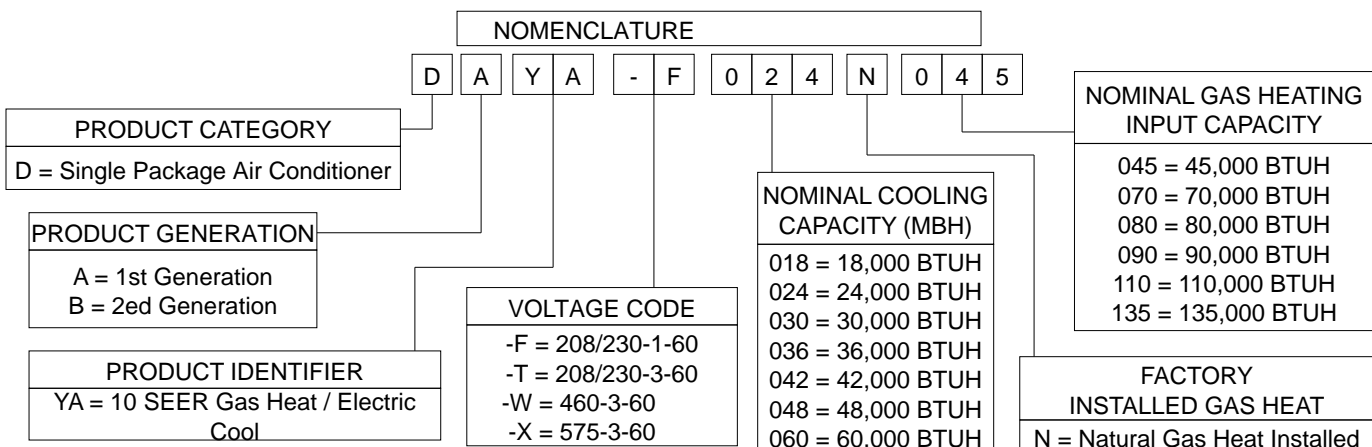 NOMENCLATURE
D A Y A - F 0 2 4 N 0 4 5
PRODUCT CATEGORY
D = Single Package Air Conditioner
PRODUCT GENERATION
A = 1st Generation
B = 2ed Generation
PRODUCT IDENTIFIER
YA = 10 SEER Gas Heat / Electric
Cool
VOLTAGE CODE
-F = 208/230-1-60
-T = 208/230-3-60
-W = 460-3-60
-X = 575-3-60
NOMINAL COOLING
CAPACITY (MBH)
018 = 18,000 BTUH
024 = 24,000 BTUH
030 = 30,000 BTUH
036 = 36,000 BTUH
042 = 42,000 BTUH
048 = 48,000 BTUH
060 = 60,000 BTUH
NOMINAL GAS HEATING
INPUT CAPACITY
045 = 45,000 BTUH
070 = 70,000 BTUH
080 = 80,000 BTUH
090 = 90,000 BTUH
110 = 110,000 BTUH
135 = 135,000 BTUH
FACTORY
INSTALLED GAS HEAT
N = Natural Gas Heat Installed